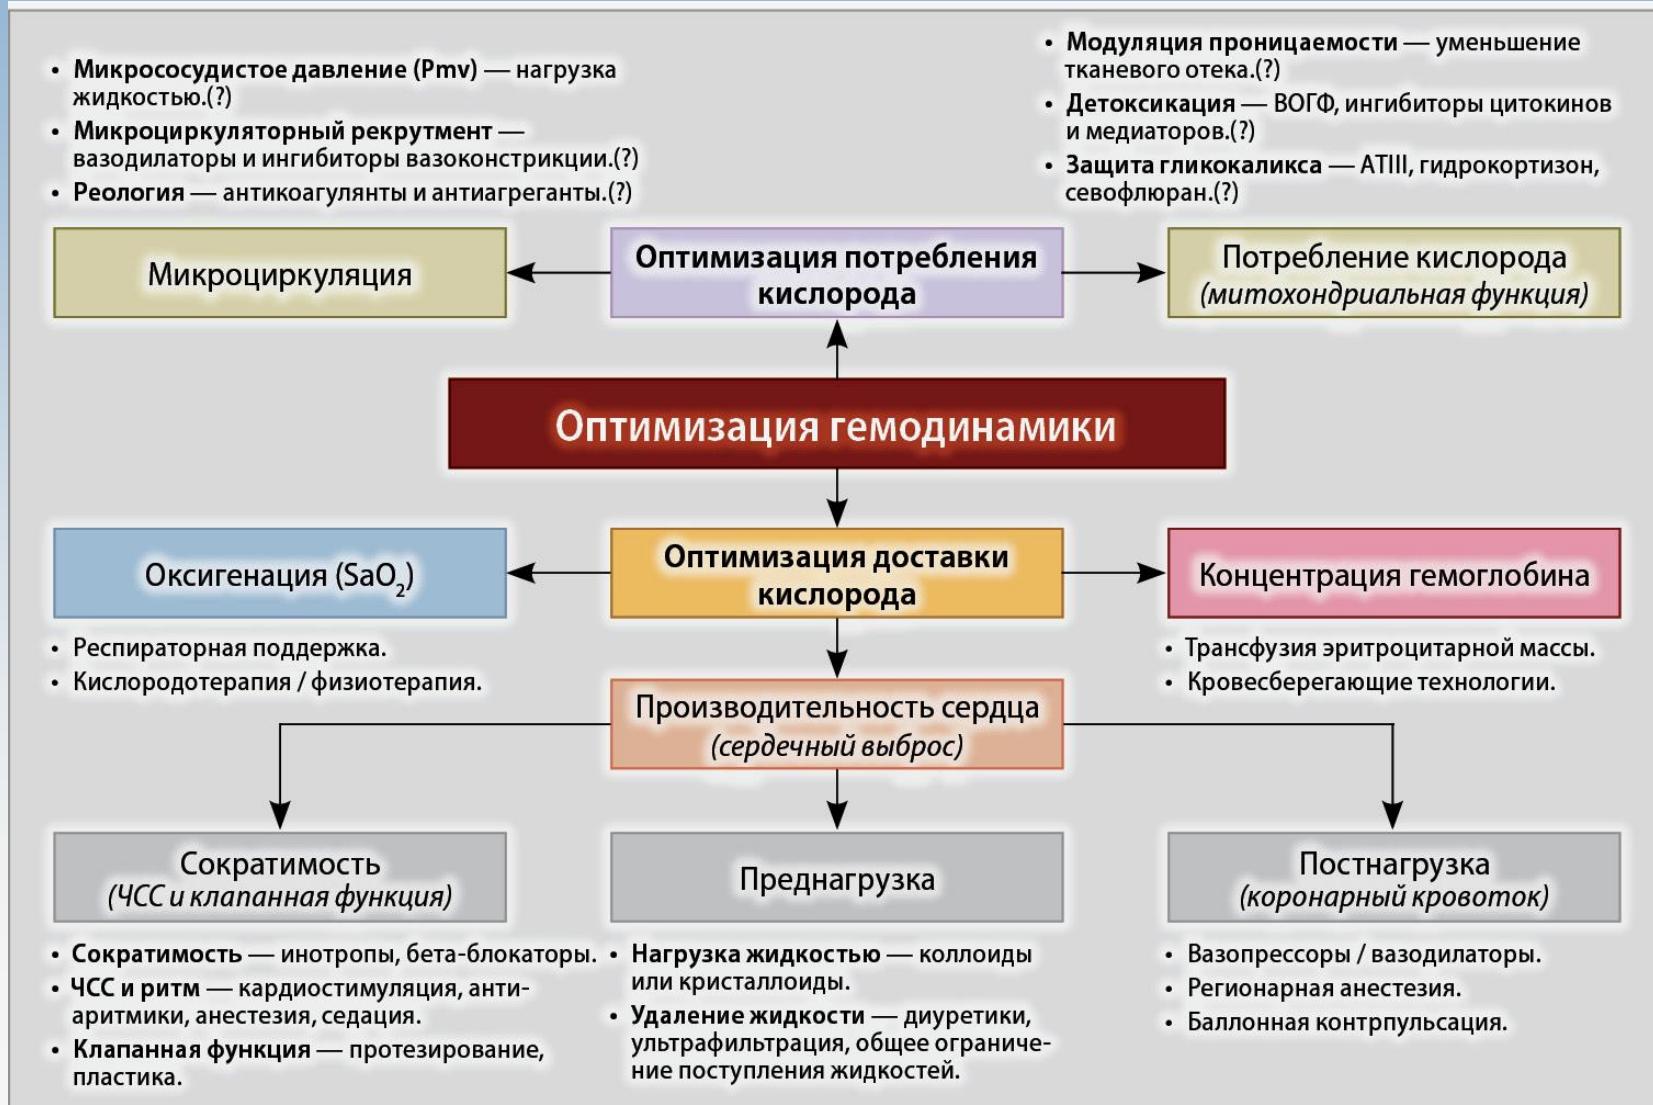 • Микрососудистое давление (Pmv) — нагрузка
жидкостью.(?)
• Микроциркуляторный рекрутмент —
вазодилаторы и ингибиторы вазоконстрикции.(?)
• Реология — антикоагулянты и антиагреганты.(?)
• Модуляция проницаемости — уменьшение
тканевого отека.(?)
• Детоксикация — ВОГФ, ингибиторы цитокинов
и медиаторов.(?)
• Защита гликокаликса — АТIII, гидрокортизон,
севофлюран.(?)
Микроциркуляция
Оптимизация потребления
кислорода
Потребление кислорода
(митохондриальная функция)
Оптимизация гемодинамики
Оксигенация (SaO₂)
Оптимизация доставки
кислорода
Концентрация гемоглобина
• Респираторная поддержка.
• Кислородотерапия / физиотерапия.
• Трансфузия эритроцитарной массы.
• Кровесберегающие технологии.
Производительность сердца
(сердечный выброс)
Сократимость
(ЧСС и клапанная функция)
Преднагрузка
Постнагрузка
(коронарный кровоток)
• Сократимость — инотропы, бета-блокаторы.
• ЧСС и ритм — кардиостимуляция, анти-
аритмики, анестезия, седация.
• Клапанная функция — протезирование,
пластика.
• Нагрузка жидкостью — коллоиды
или кристаллоиды.
• Удаление жидкости — диуретики,
ультрафильтрация, общее ограниче-
ние поступления жидкостей.
• Вазопрессоры / вазодилаторы.
• Регионарная анестезия.
• Баллонная контрпульсация.